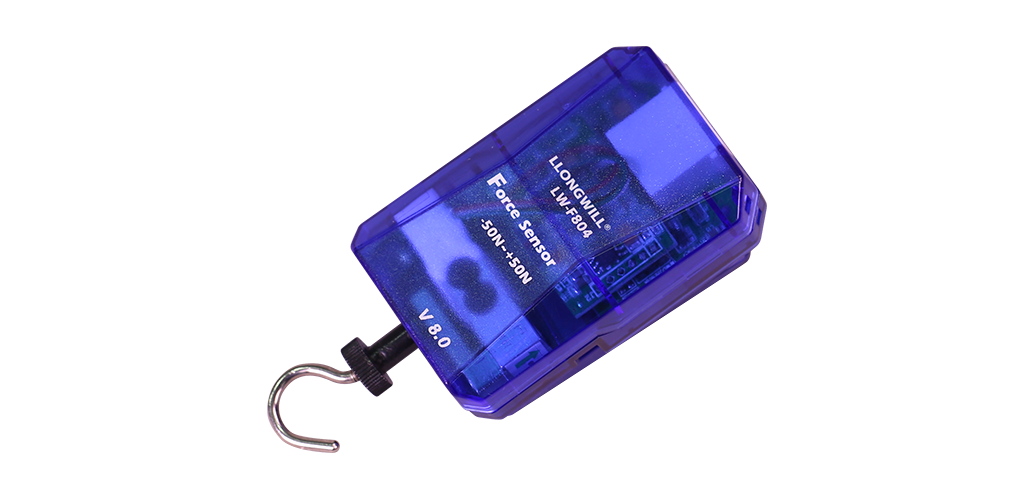 LLONGWILL®
LW-F804
Force Sensor
-50N~+50N
V 8.0